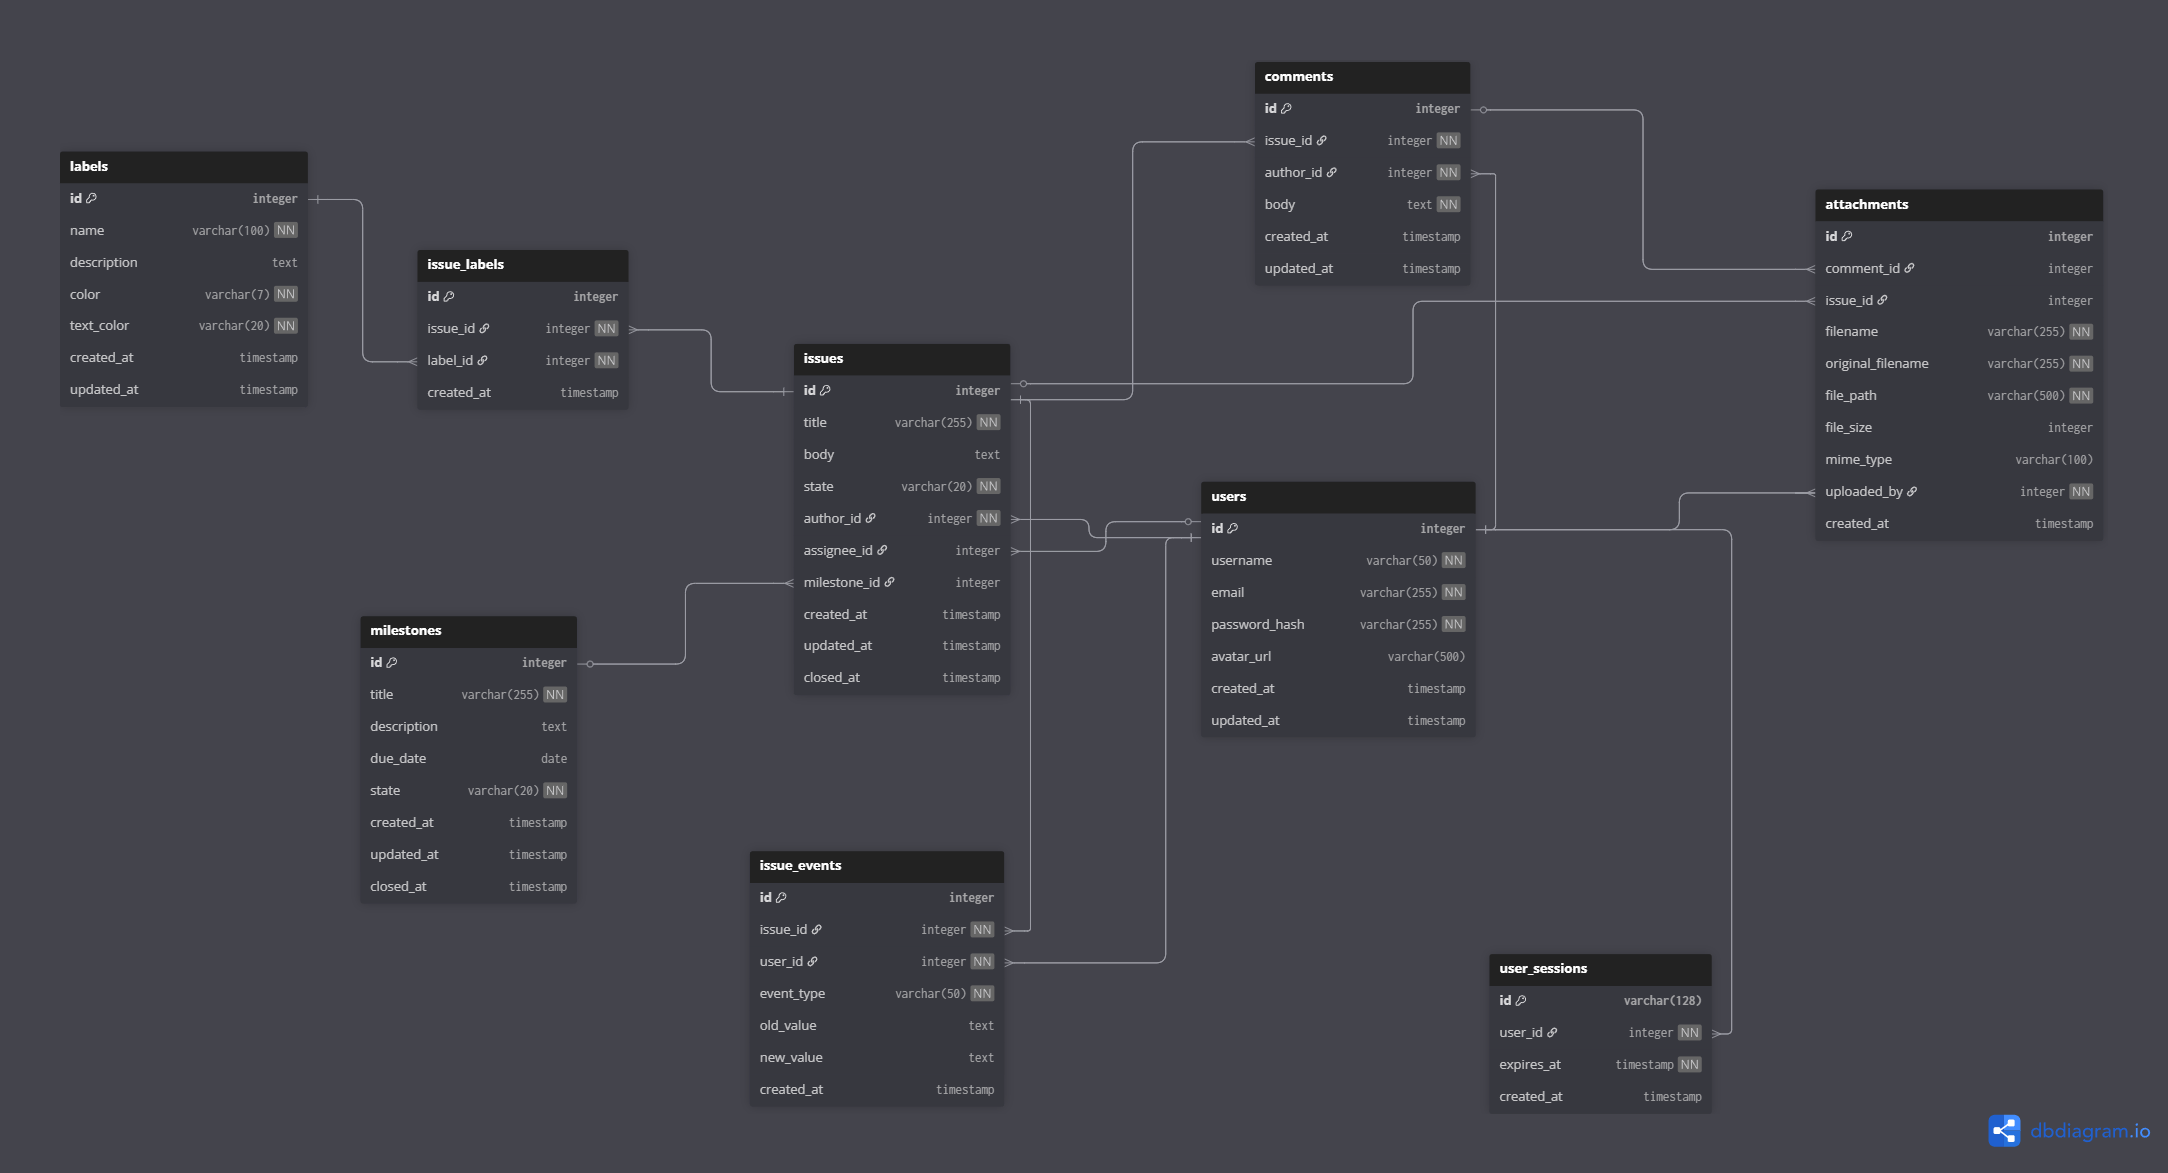 labels
id integer
name varchar(100) NN
description text
color varchar(7) NN
text_color varchar(20) NN
created_at timestamp
updated_at timestamp
issue_labels
id integer
issue_id integer NN
label_id integer NN
created_at timestamp
milestones
id integer
title varchar(255) NN
description text
due_date date
state varchar(20) NN
created_at timestamp
updated_at timestamp
closed_at timestamp
issues
id integer
title varchar(255) NN
body text
state varchar(20) NN
author_id integer NN
assignee_id integer
milestone_id integer
created_at timestamp
updated_at timestamp
closed_at timestamp
issue_events
id integer
issue_id integer NN
user_id integer NN
event_type varchar(50) NN
old_value text
new_value text
created_at timestamp
comments
id integer
issue_id integer NN
author_id integer NN
body text NN
created_at timestamp
updated_at timestamp
users
id integer
username varchar(50) NN
email varchar(255) NN
password_hash varchar(255) NN
avatar_url varchar(500)
created_at timestamp
updated_at timestamp
attachments
id integer
comment_id integer
issue_id integer
filename varchar(255) NN
original_filename varchar(255) NN
file_path varchar(500) NN
file_size integer
mime_type varchar(100)
uploaded_by integer NN
created_at timestamp
user_sessions
id varchar(128)
user_id integer NN
expires_at timestamp NN
created_at timestamp
dbdiagram.io